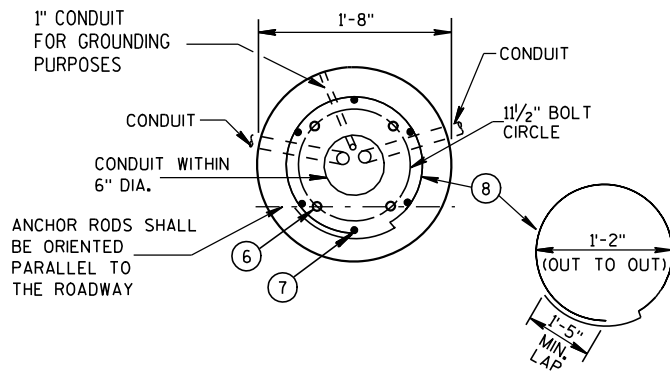 1" CONDUIT
FOR GROUNDING
PURPOSES
1'-8"
CONDUIT
CONDUIT
11½" BOLT
CIRCLE
CONDUIT WITHIN
6" DIA.
8
ANCHOR RODS SHALL
BE ORIENTED
PARALLEL TO
THE ROADWAY
6
7
1'-2"
(OUT TO OUT)
1'-5"
MIN.
LAP